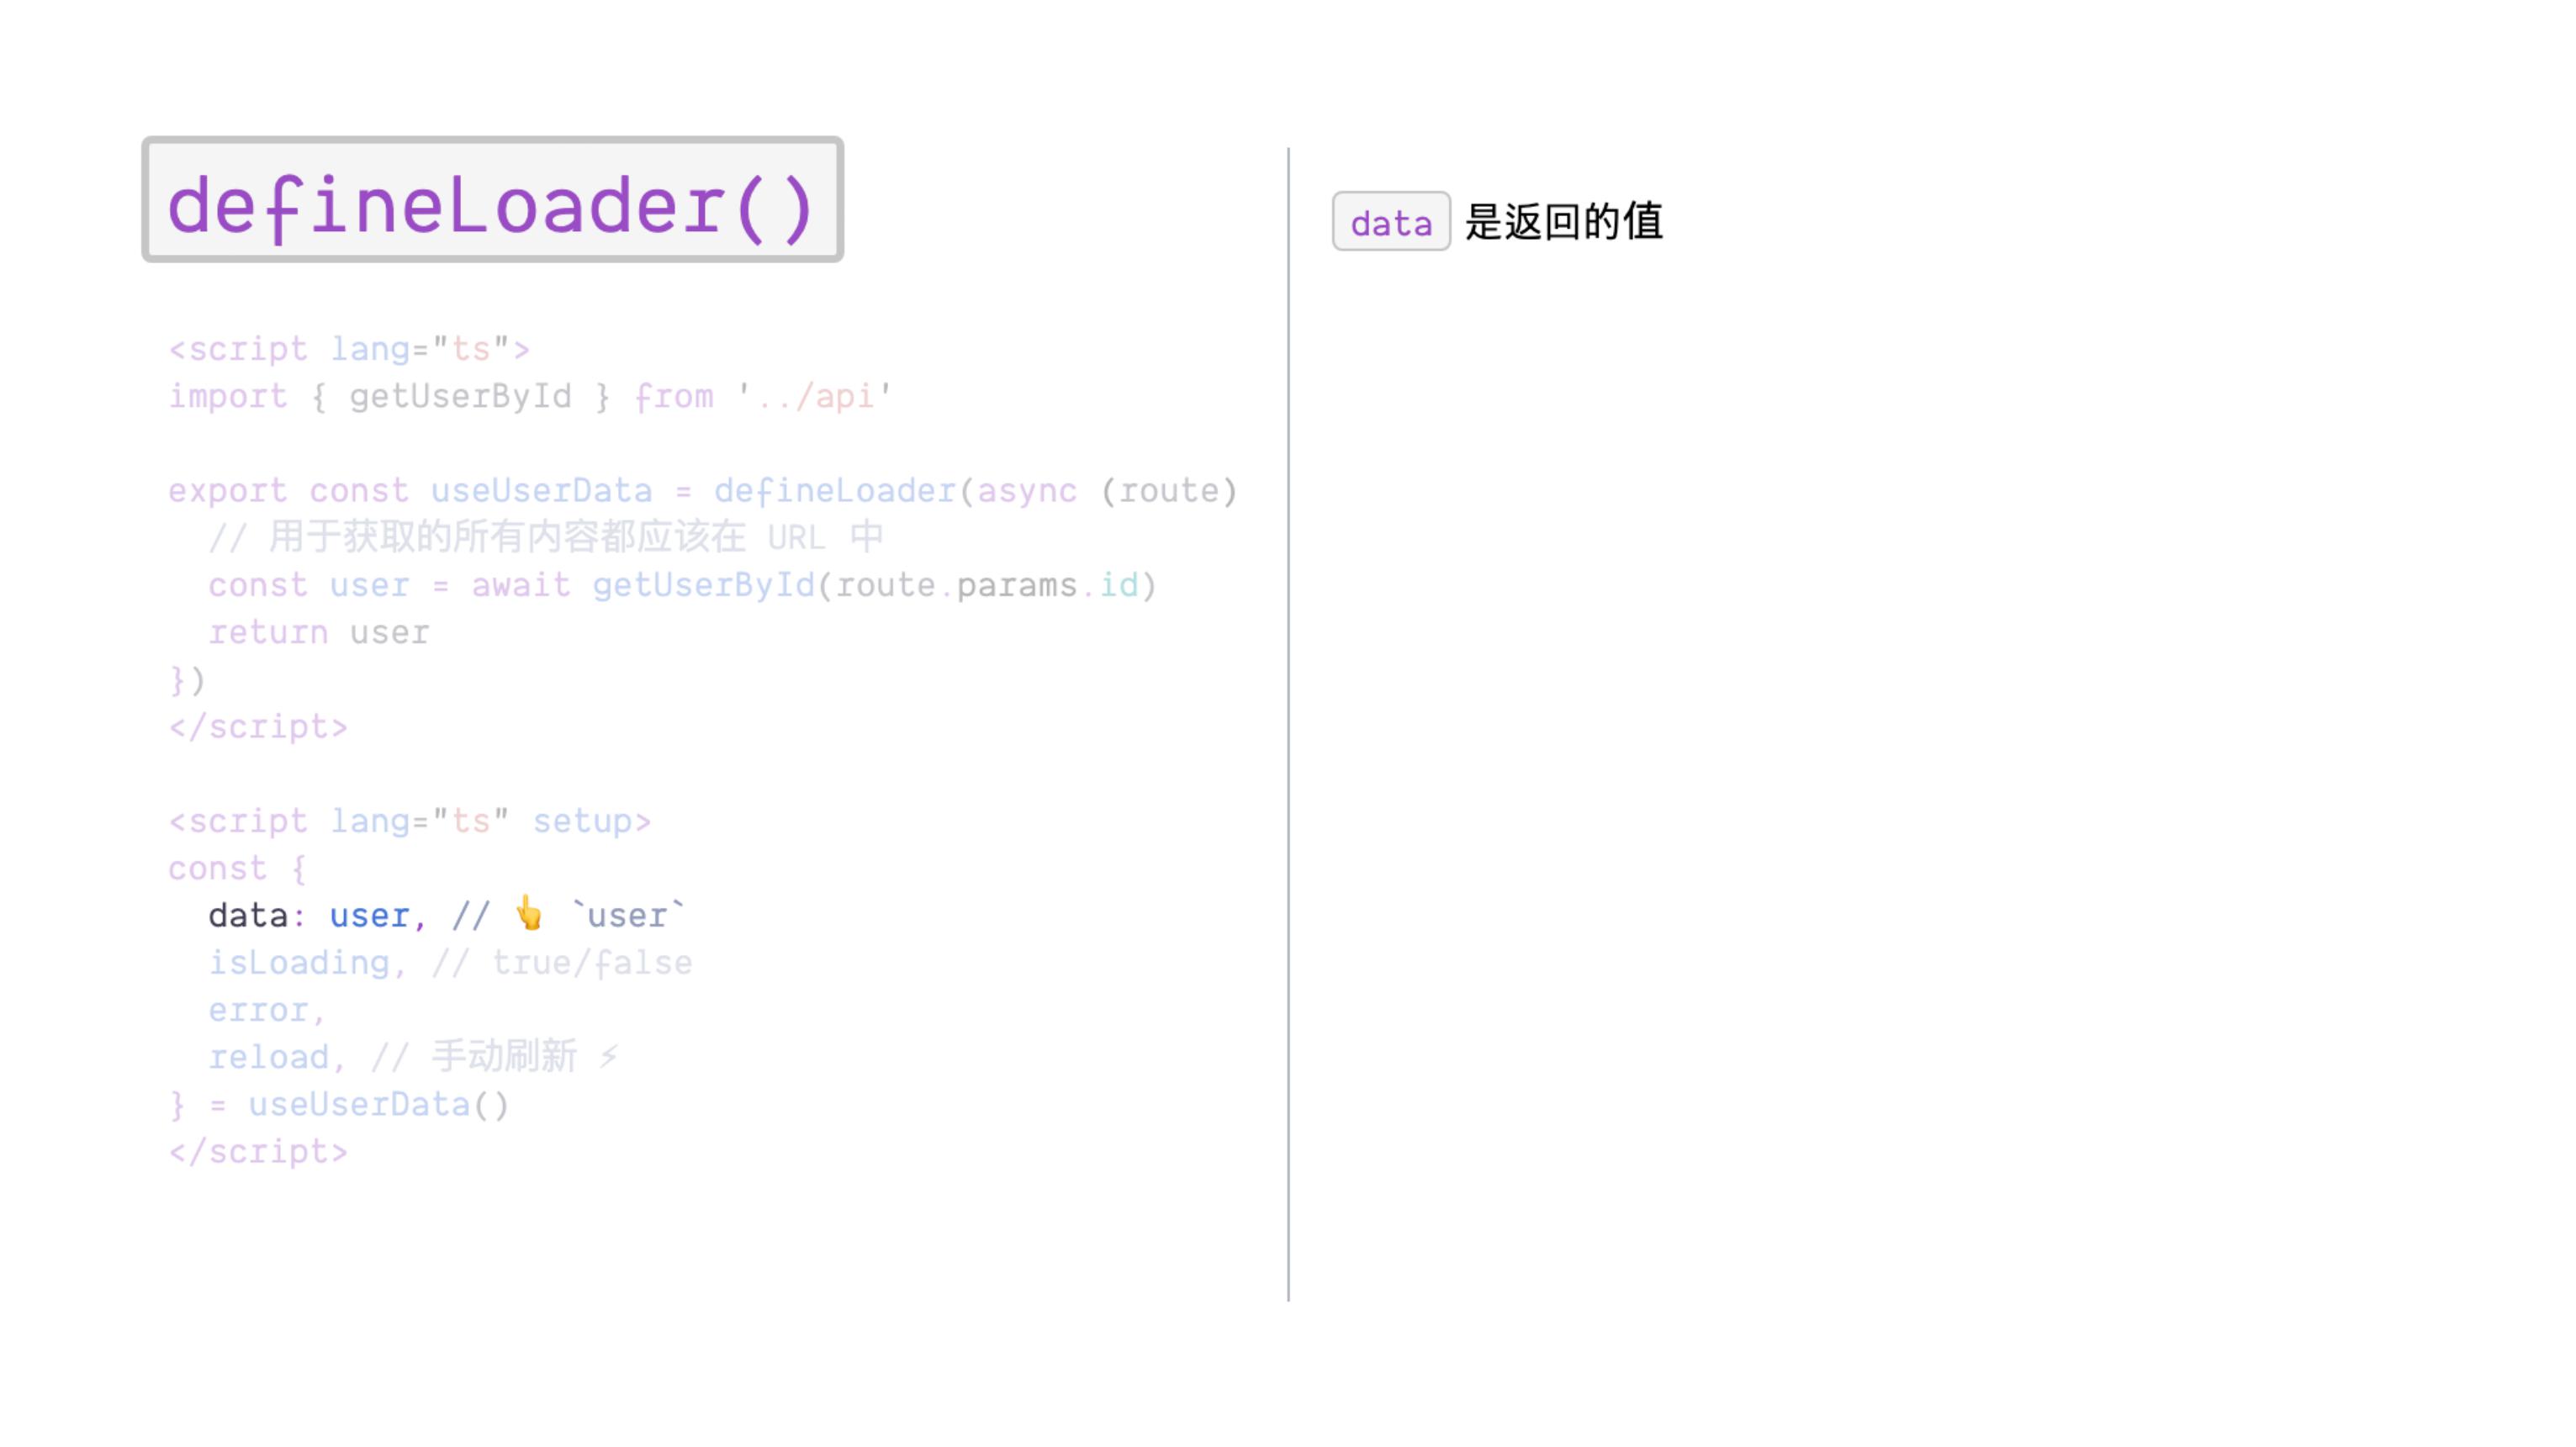 defineLoader()
<script lang="ts">
import { getUserById } from '../api'
export const useUserData = defineLoader(async (route)
// 用于获取的所有内容都应该在 URL 中
const user = await getUserById(route.params.id)
return user
})
</script>
<script lang="ts" setup>
const {
data: user, // 👆 `user`
isLoading, // true/false
error,
reload, // 手动刷新 ⚡
} = useUserData()
</script>
data 是返回的值